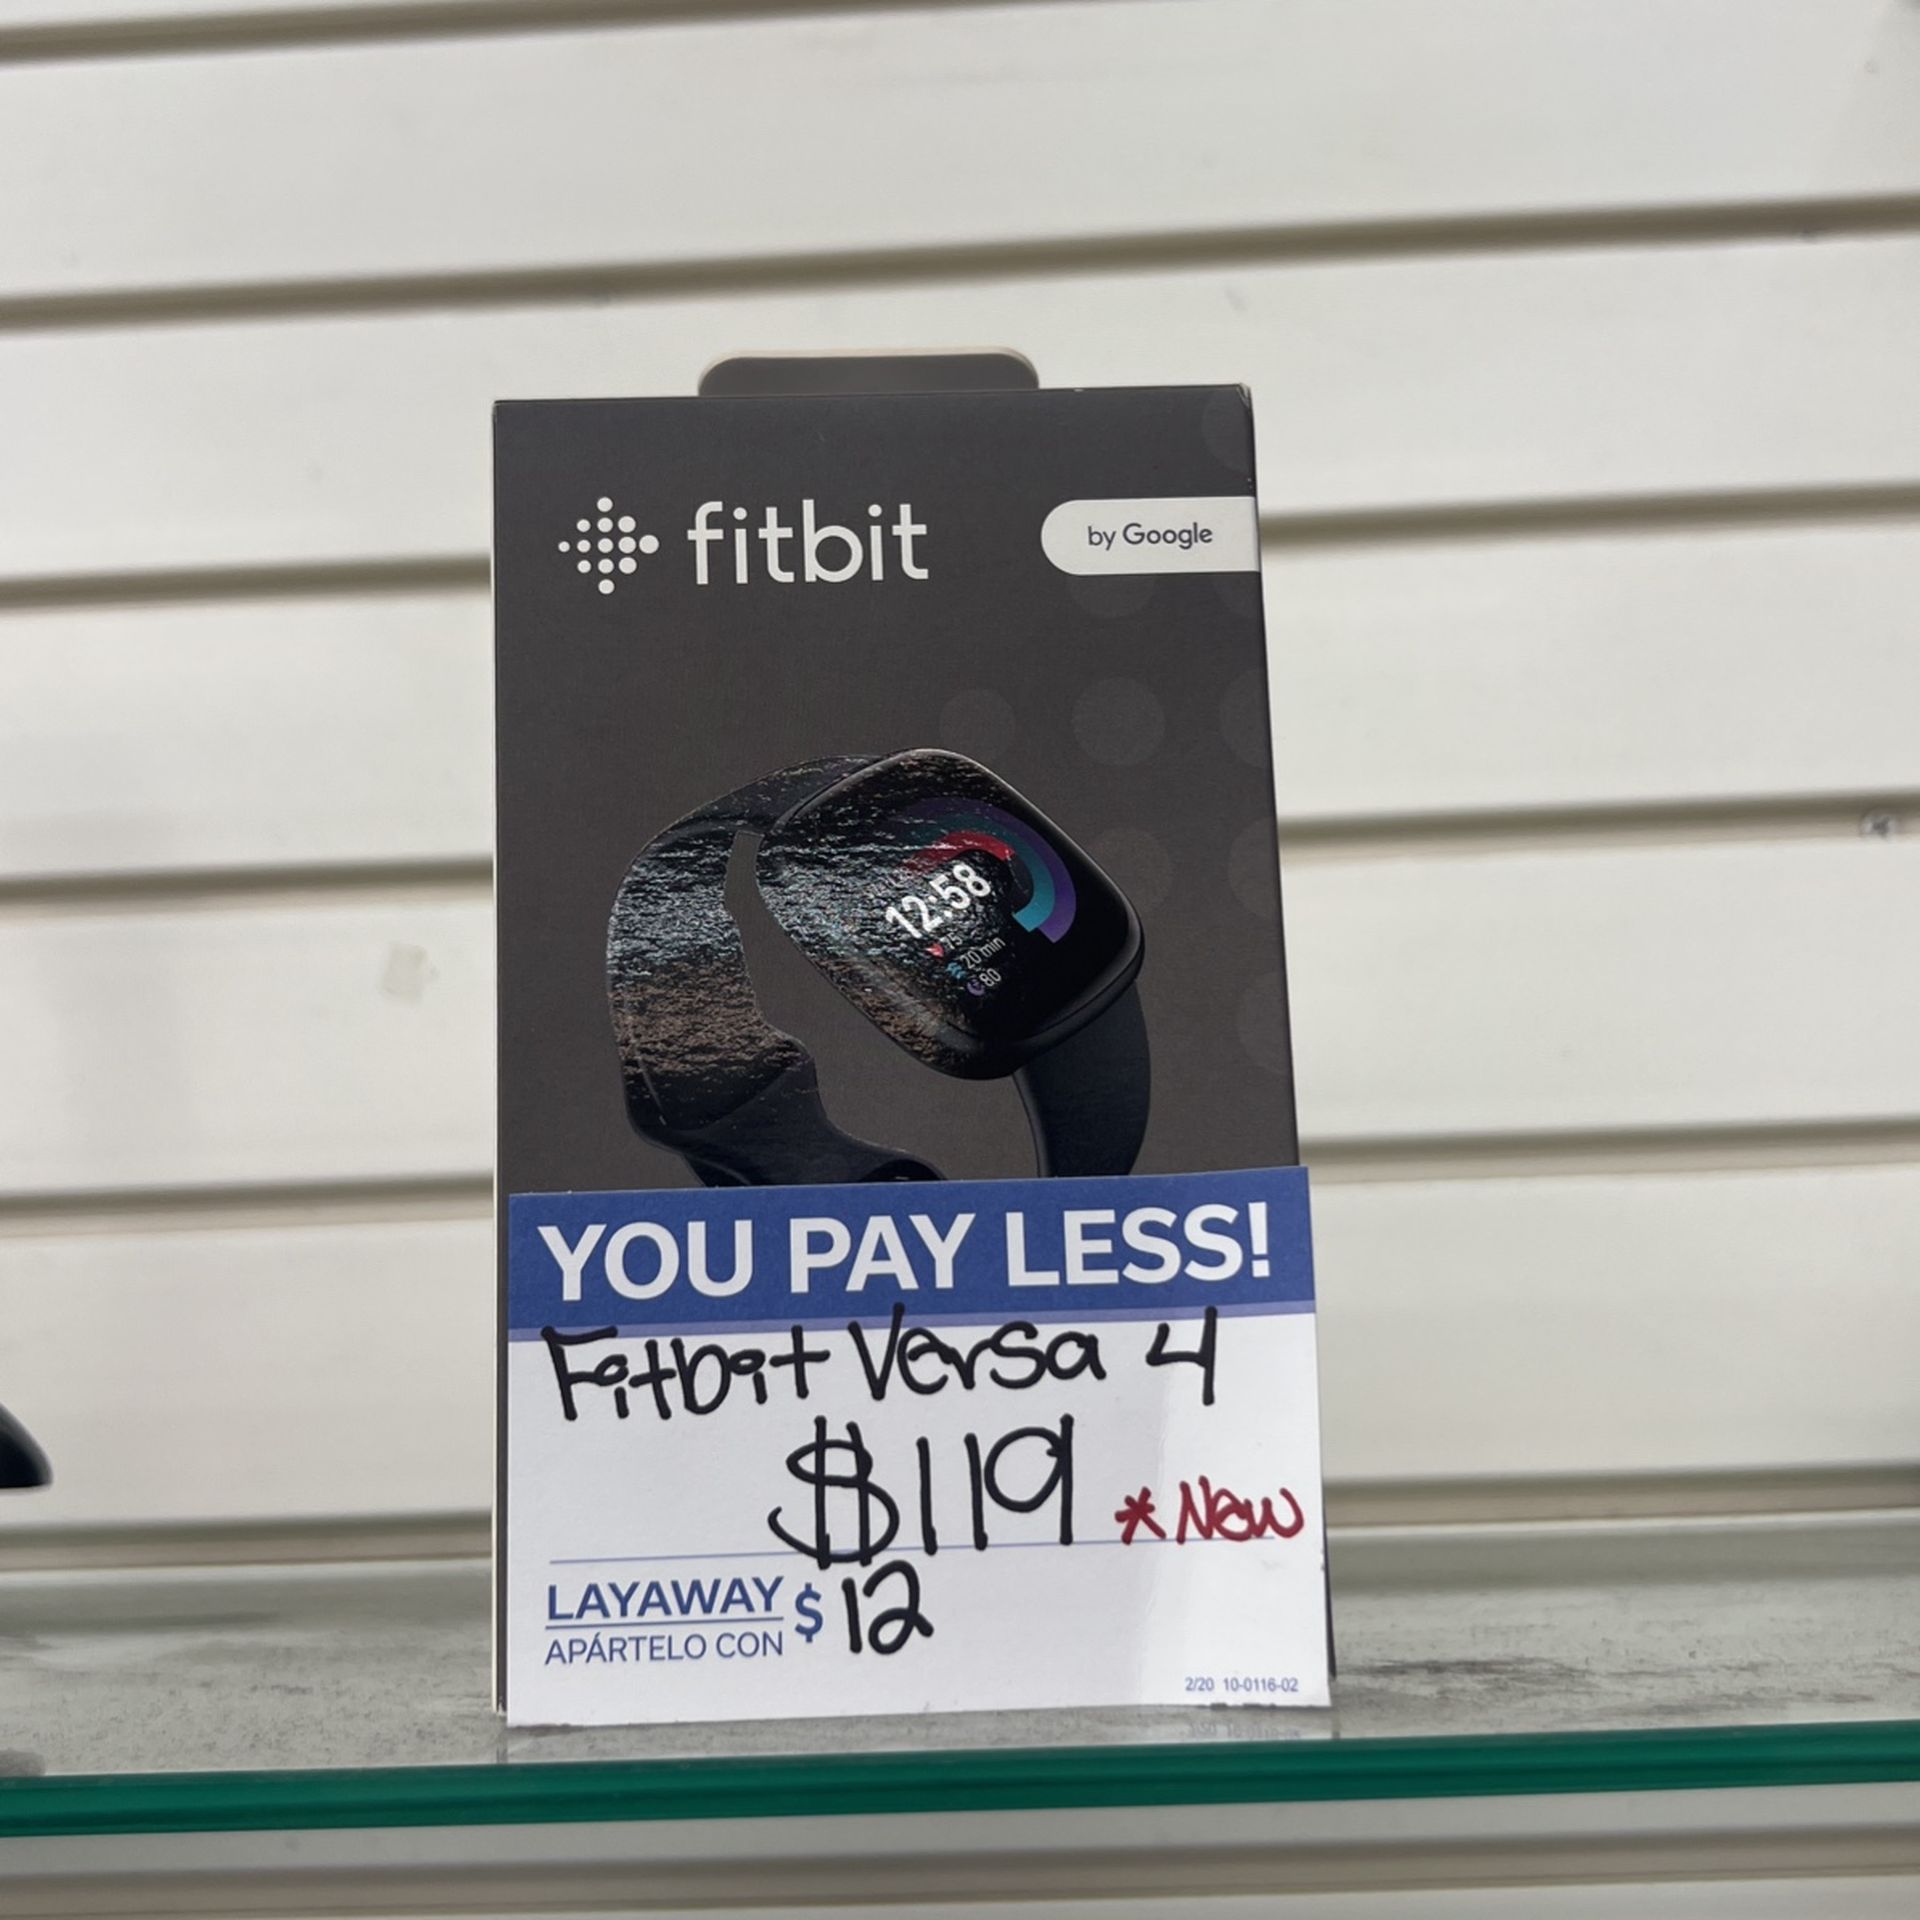 fitbit
by Google
12:58
75
20 min
80
YOU PAY LESS!
Fitbit Versa 4
$119 *New
LAYAWAY $12
APÁRTELO CON
2/20 10-0116-02